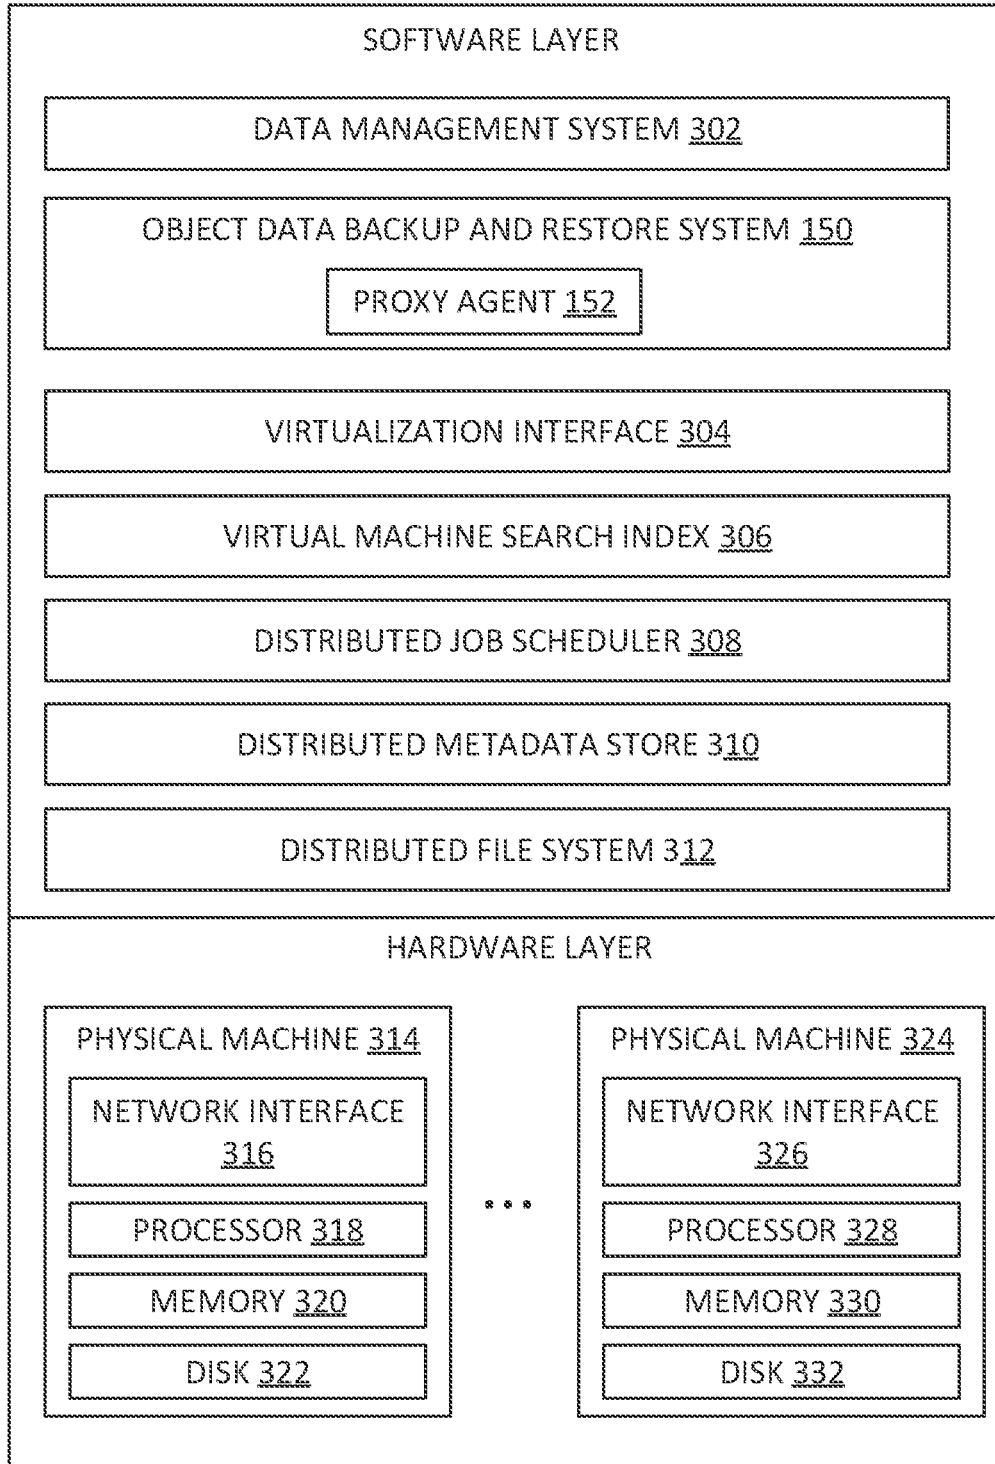 SOFTWARE LAYER
DATA MANAGEMENT SYSTEM 302
OBJECT DATA BACKUP AND RESTORE SYSTEM 150
PROXY AGENT 152
VIRTUALIZATION INTERFACE 304
VIRTUAL MACHINE SEARCH INDEX 306
DISTRIBUTED JOB SCHEDULER 308
DISTRIBUTED METADATA STORE 310
DISTRIBUTED FILE SYSTEM 312
HARDWARE LAYER
PHYSICAL MACHINE 314
NETWORK INTERFACE
316
PROCESSOR 318
MEMORY 320
DISK 322
...
PHYSICAL MACHINE 324
NETWORK INTERFACE
326
PROCESSOR 328
MEMORY 330
DISK 332